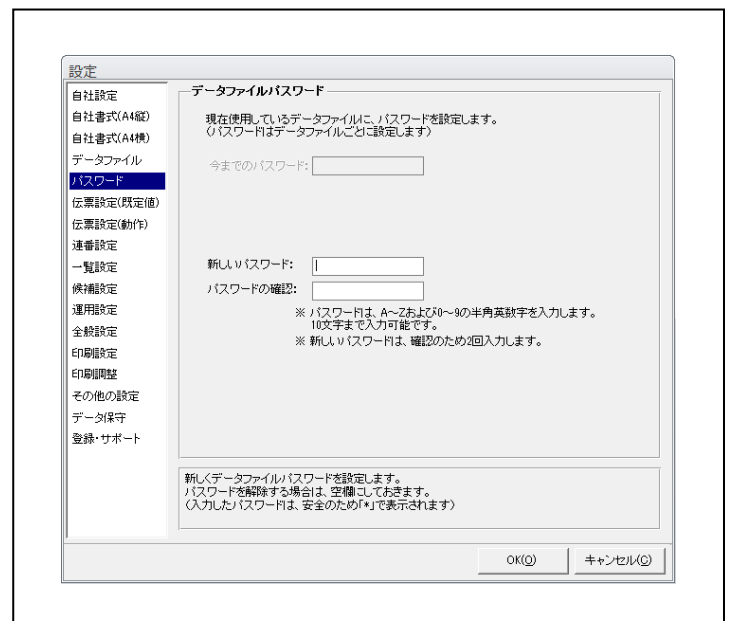 設定
自社設定
自社書式(A4縦)
自社書式(A4横)
データファイル
パスワード
伝票設定(既定値)
伝票設定(動作)
連番設定
一覧設定
候補設定
運用設定
全般設定
印刷設定
印刷調整
その他の設定
データ保守
登録・サポート
データファイルパスワード
現在使用しているデータファイルに、パスワードを設定します。
(パスワードはデータファイルごとに設定します)
今までのパスワード:
新しいパスワード:
パスワードの確認:
※ パスワードは、A～Zおよび0～9の半角英数字を入力します。
10文字まで入力可能です。
※ 新しいパスワードは、確認のため2回入力します。
新しくデータファイルパスワードを設定します。
パスワードを解除する場合は、空欄にしておきます。
(入力したパスワードは、安全のため「*」で表示されます)
OK(O)
キャンセル(C)